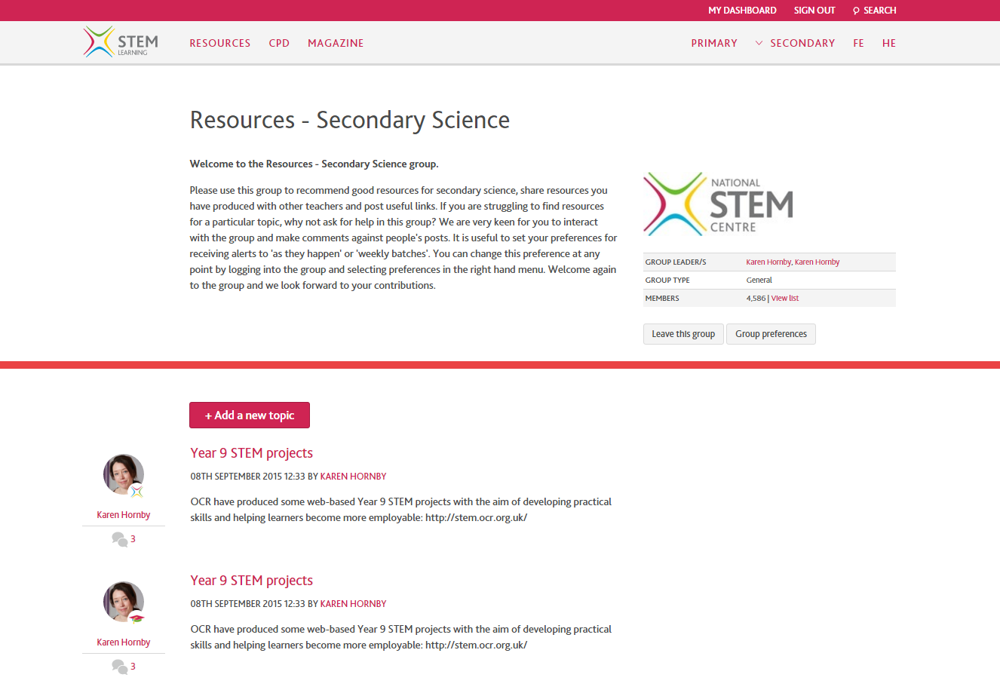 MY DASHBOARD SIGN OUT SEARCH
STEM
LEARNING
RESOURCES CPD MAGAZINE
PRIMARY SECONDARY FE HE
Resources - Secondary Science
Welcome to the Resources - Secondary Science group.
Please use this group to recommend good resources for secondary science, share resources you
have produced with other teachers and post useful links. If you are struggling to find resources
for a particular topic, why not ask for help in this group? We are very keen for you to interact
with the group and make comments against people's posts. It is useful to set your preferences for
receiving alerts to 'as they happen' or 'weekly batches'. You can change this preference at any
point by logging into the group and selecting preferences in the right hand menu. Welcome again
to the group and we look forward to your contributions.
NATIONAL
STEM
CENTRE
GROUP LEADER/S Karen Hornby, Karen Hornby
GROUP TYPE General
MEMBERS 4,586 | View list
Leave this group Group preferences
+ Add a new topic
Year 9 STEM projects
08TH SEPTEMBER 2015 12:33 BY KAREN HORNBY
OCR have produced some web-based Year 9 STEM projects with the aim of developing practical
skills and helping learners become more employable: http://stem.ocr.org.uk/
Karen Hornby
3
Year 9 STEM projects
08TH SEPTEMBER 2015 12:33 BY KAREN HORNBY
OCR have produced some web-based Year 9 STEM projects with the aim of developing practical
skills and helping learners become more employable: http://stem.ocr.org.uk/
Karen Hornby
3